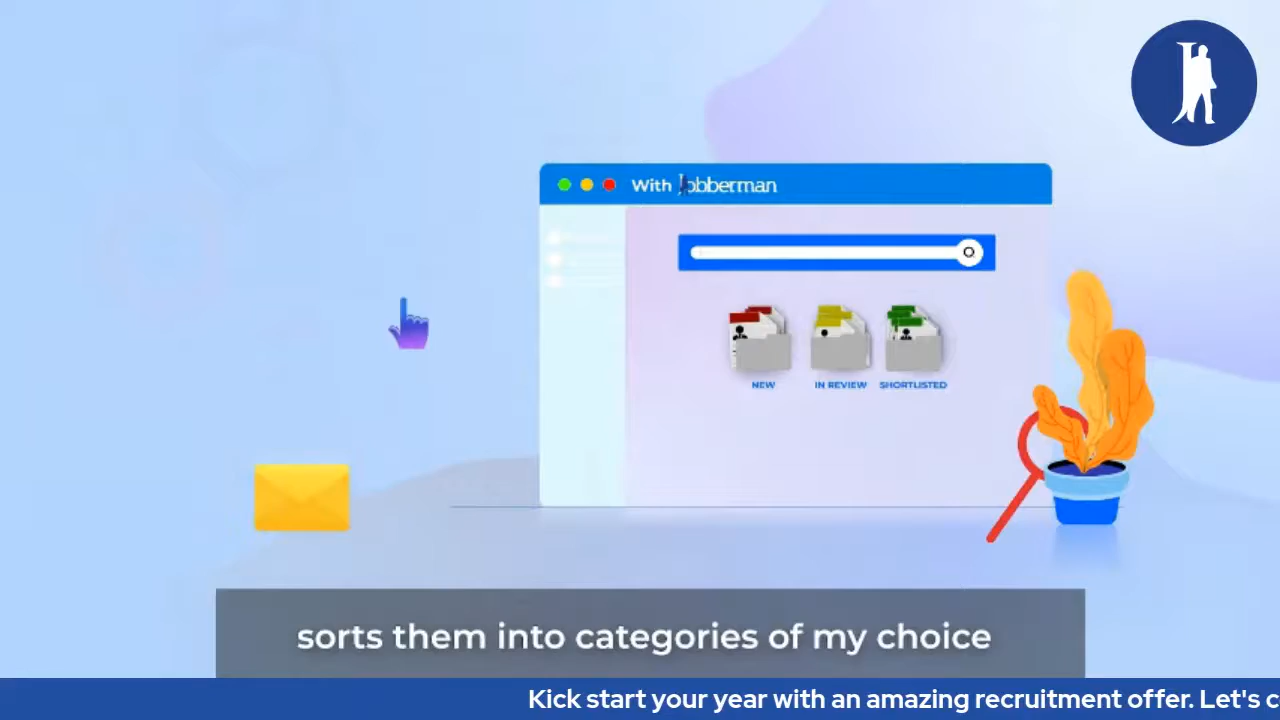 With Jobberman
NEW
IN REVIEW
SHORTLISTED
sorts them into categories of my choice
Kick start your year with an amazing recruitment offer. Let's c